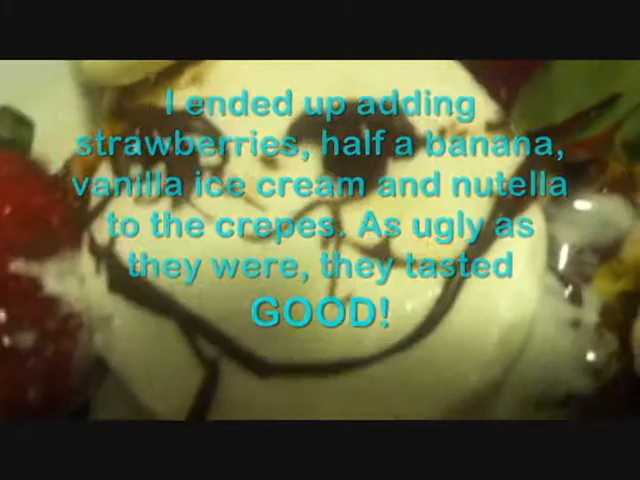 I ended up adding
strawberries, half a banana,
vanilla ice cream and nutella
to the crepes. As ugly as
they were, they tasted
GOOD!